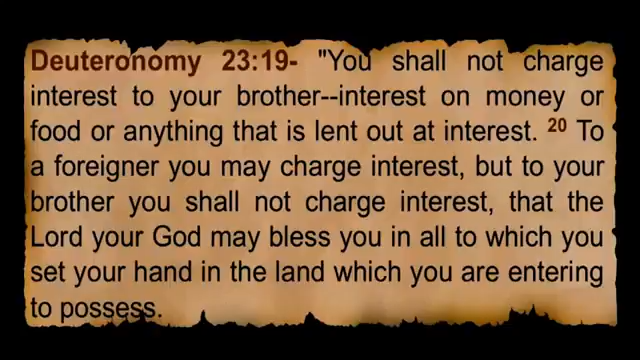 Deuteronomy 23:19- "You shall not charge
interest to your brother--interest on money or
food or anything that is lent out at interest. 20 To
a foreigner you may charge interest, but to your
brother you shall not charge interest, that the
Lord your God may bless you in all to which you
set your hand in the land which you are entering
to possess.